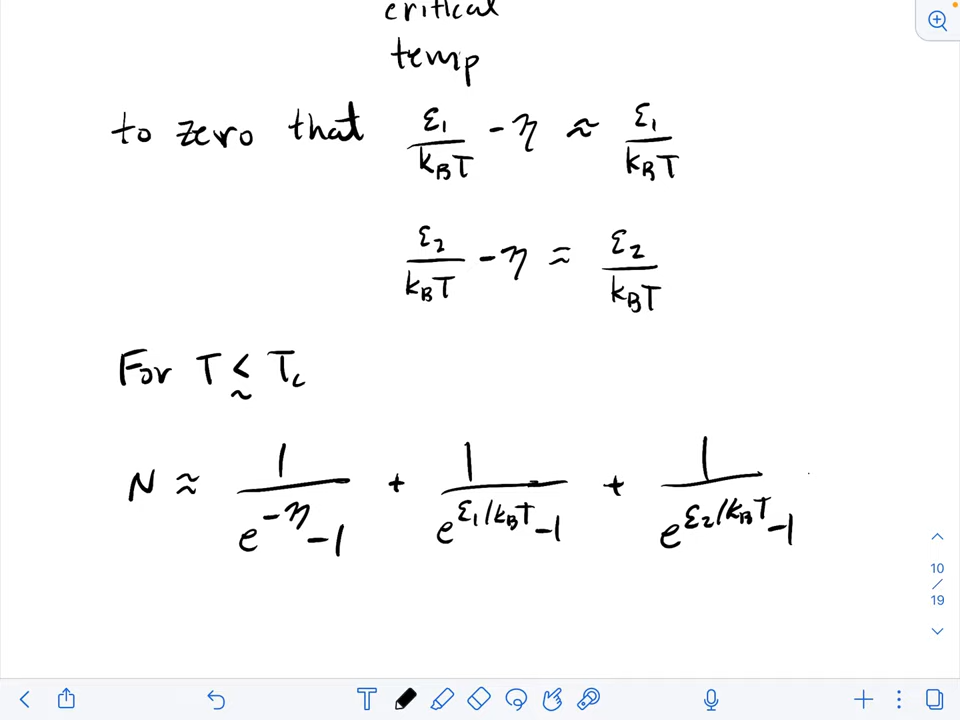 critical
temp
to zero that ε₁/k_BT - η ≈ ε₁/k_BT
ε₂/k_BT - η ≈ ε₂/k_BT
For T ≲ T_c
N ≈ 1/(e^(-η) - 1) + 1/(e^(ε₁/k_BT) - 1) + 1/(e^(ε₂/k_BT) - 1)
10
/
19
T